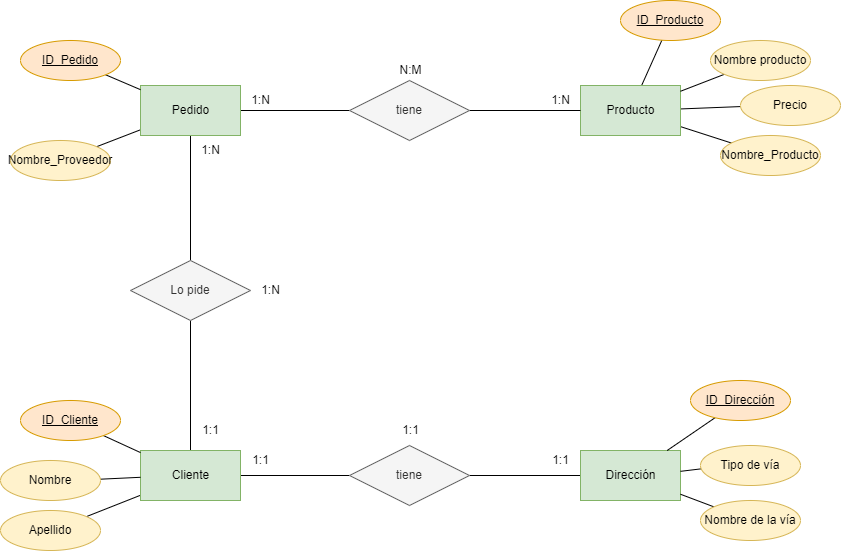 ID_Producto
ID_Pedido
N:M
Nombre producto
Pedido
1:N
tiene
1:N
Producto
Precio
Nombre_Proveedor
1:N
Nombre_Producto
Lo pide
1:N
ID_Cliente
1:1
1:1
ID_Dirección
Nombre
Cliente
1:1
tiene
1:1
Dirección
Tipo de vía
Apellido
Nombre de la vía